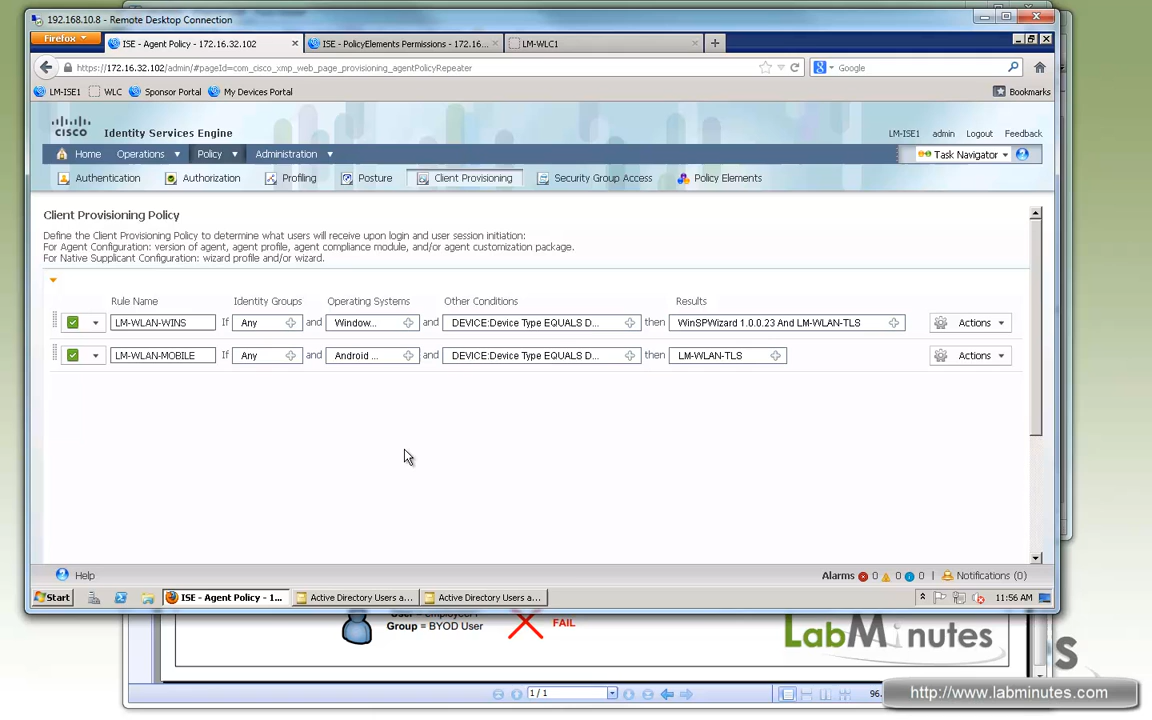 192.168.10.8 - Remote Desktop Connection
Firefox
ISE - Agent Policy - 172.16.32.102
ISE - PolicyElements Permissions - 172.16...
LM-WLC1
https://172.16.32.102/admin/#pageId=com_cisco_xmp_web_page_provisioning_agentPolicyRepeater
Google
LM-ISE1 WLC Sponsor Portal My Devices Portal
Bookmarks
CISCO Identity Services Engine
LM-ISE1 admin Logout Feedback
Home Operations Policy Administration
Task Navigator
Authentication Authorization Profiling Posture Client Provisioning Security Group Access Policy Elements
Client Provisioning Policy
Define the Client Provisioning Policy to determine what users will receive upon login and user session initiation:
For Agent Configuration: version of agent, agent profile, agent compliance module, and/or agent customization package.
For Native Supplicant Configuration: wizard profile and/or wizard.
Rule Name Identity Groups Operating Systems Other Conditions Results
LM-WLAN-WINS If Any and Window... and DEVICE:Device Type EQUALS D... then WinSPWizard 1.0.0.23 And LM-WLAN-TLS Actions
LM-WLAN-MOBILE If Any and Android ... and DEVICE:Device Type EQUALS D... then LM-WLAN-TLS Actions
Help
Alarms 0 0 0 | Notifications (0)
Start
ISE - Agent Policy - 1...
Active Directory Users a...
Active Directory Users a...
11:56 AM
Group = BYOD User
FAIL
LabMinutes
1 / 1
96.
http://www.labminutes.com